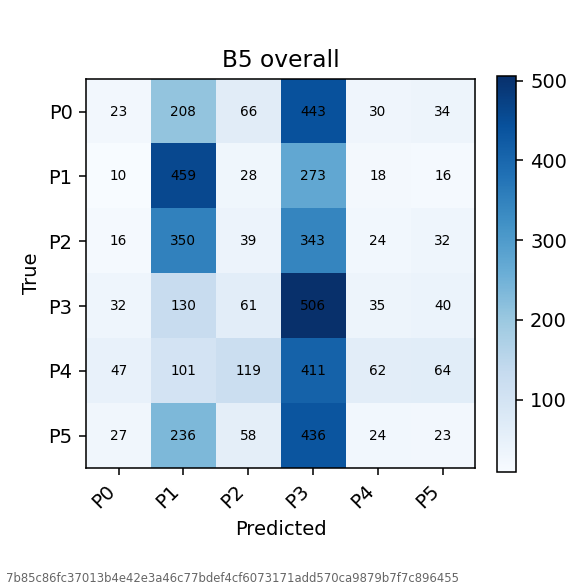 B5 overall
P0 23 208 66 443 30 34
P1 10 459 28 273 18 16
P2 16 350 39 343 24 32
P3 32 130 61 506 35 40
P4 47 101 119 411 62 64
P5 27 236 58 436 24 23
True
P0 P1 P2 P3 P4 P5
Predicted
500
400
300
200
100
7b85c86fc37013b4e42e3a46c77bdef4cf6073171add570ca9879b7f7c896455